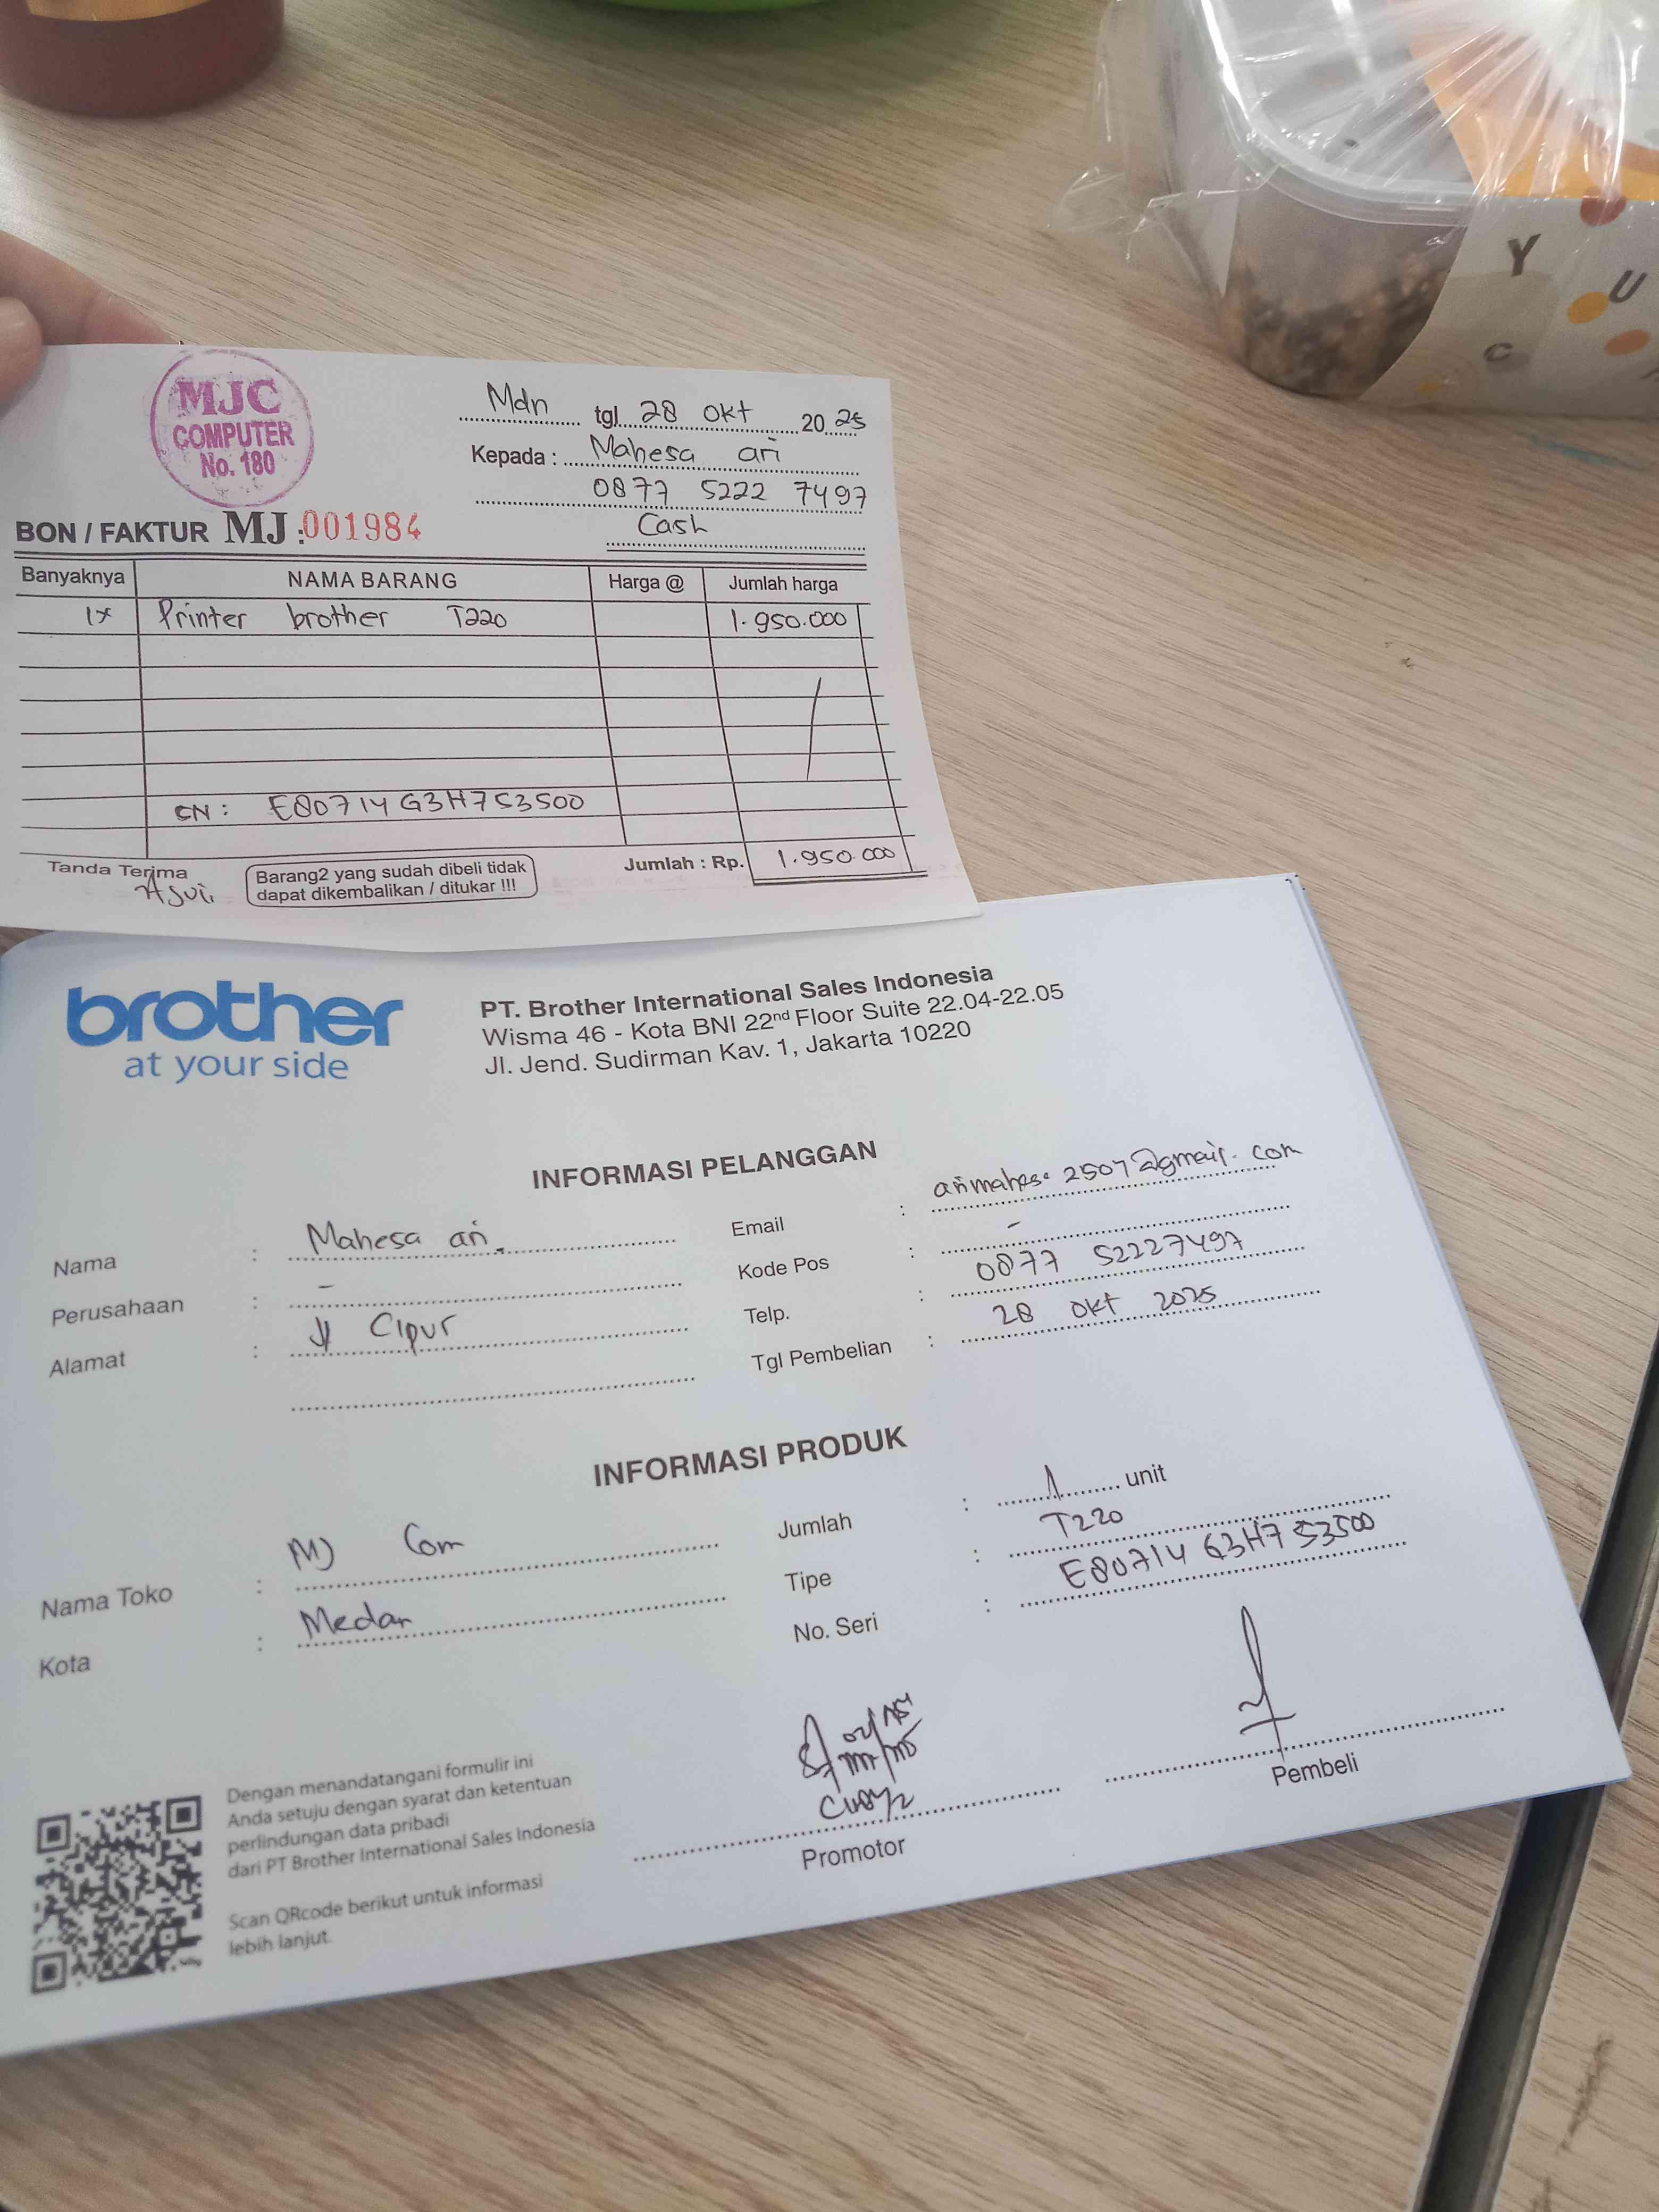 Y
U
C
MJC
COMPUTER
No. 180
Mdn tgl. 28 Okt 20 25
Kepada : Mahesa ari
0877 5222 7497
Cash
BON / FAKTUR MJ : 001984
Banyaknya NAMA BARANG Harga @ Jumlah harga
1x Printer brother T220 1.950.000
SN : E80714G3H753500
Tanda Terima Barang2 yang sudah dibeli tidak dapat dikembalikan / ditukar !!! Jumlah : Rp. 1.950.000
brother
at your side
PT. Brother International Sales Indonesia
Wisma 46 - Kota BNI 22nd Floor Suite 22.04-22.05
Jl. Jend. Sudirman Kav. 1, Jakarta 10220
INFORMASI PELANGGAN
Nama : Mahesa ari
Perusahaan : -
Alamat : Jl Cipur
Email :
Kode Pos : -
Telp. : 0877 52227497
Tgl Pembelian : 28 Okt 2025
INFORMASI PRODUK
Nama Toko : MJ Com
Kota : Medan
Jumlah : 1 unit
Tipe : T220
No. Seri : E80714G3H753500
Dengan menandatangani formulir ini
Anda setuju dengan syarat dan ketentuan
perlindungan data pribadi
dari PT Brother International Sales Indonesia
Scan QRcode berikut untuk informasi
lebih lanjut.
Promotor
Pembeli